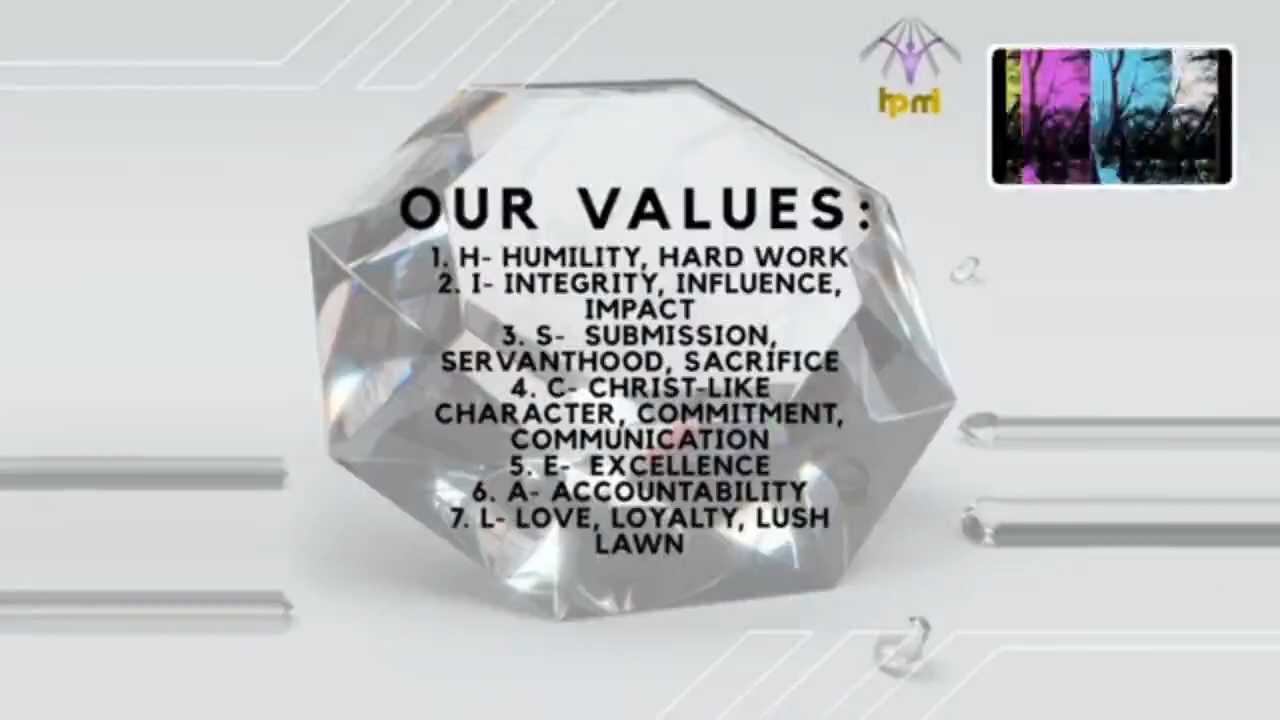 OUR VALUES:
1. H- HUMILITY, HARD WORK
2. I- INTEGRITY, INFLUENCE,
IMPACT
3. S- SUBMISSION,
SERVANTHOOD, SACRIFICE
4. C- CHRIST-LIKE
CHARACTER, COMMITMENT,
COMMUNICATION
5. E- EXCELLENCE
6. A- ACCOUNTABILITY
7. L- LOVE, LOYALTY, LUSH
LAWN